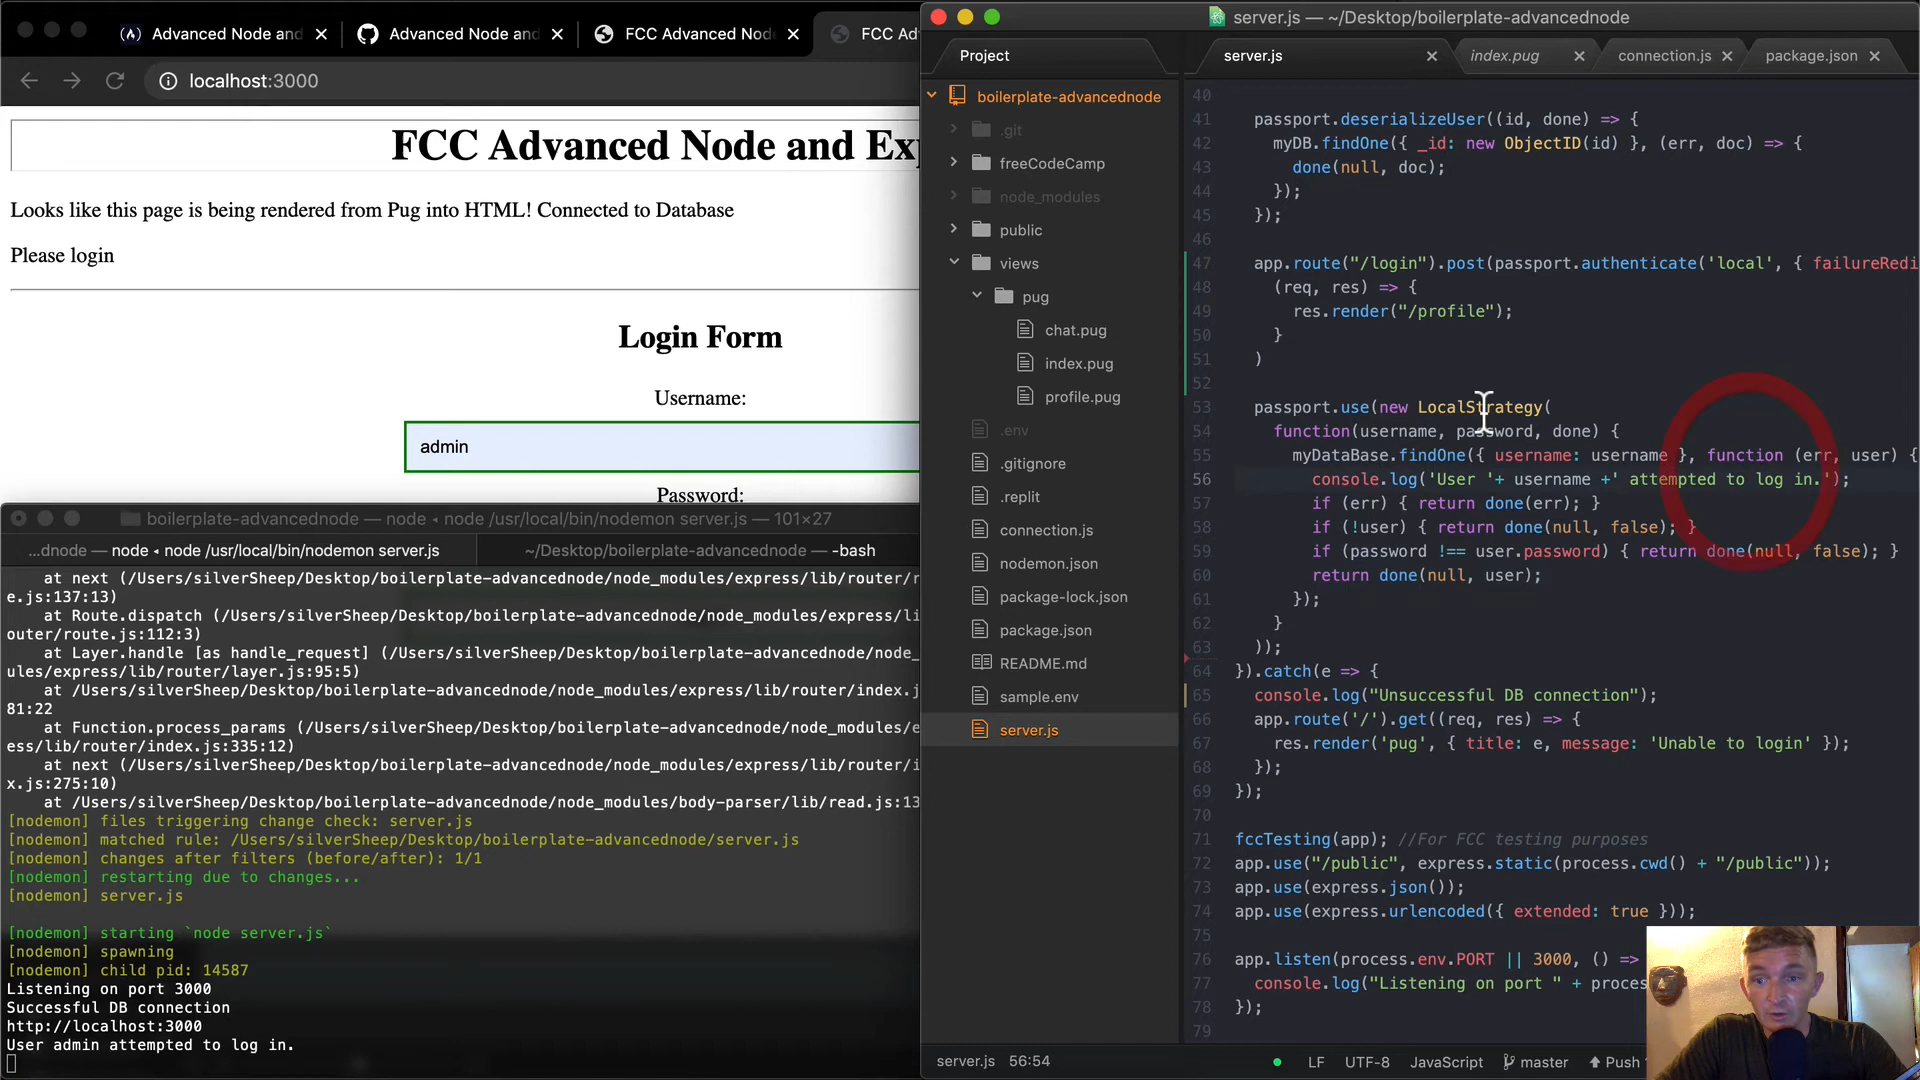 Advanced Node and
Advanced Node and
FCC Advanced Nod
FCC Ad
localhost:3000
FCC Advanced Node and Exp
Looks like this page is being rendered from Pug into HTML! Connected to Database
Please login
Login Form
Username:
admin
Password:
boilerplate-advancednode — node ◂ node /usr/local/bin/nodemon server.js — 101×27
...dnode — node ◂ node /usr/local/bin/nodemon server.js
~/Desktop/boilerplate-advancednode — -bash
at next (/Users/silverSheep/Desktop/boilerplate-advancednode/node_modules/express/lib/router/r
e.js:137:13)
at Route.dispatch (/Users/silverSheep/Desktop/boilerplate-advancednode/node_modules/express/li
outer/route.js:112:3)
at Layer.handle [as handle_request] (/Users/silverSheep/Desktop/boilerplate-advancednode/node_
ules/express/lib/router/layer.js:95:5)
at /Users/silverSheep/Desktop/boilerplate-advancednode/node_modules/express/lib/router/index.j
81:22
at Function.process_params (/Users/silverSheep/Desktop/boilerplate-advancednode/node_modules/e
ess/lib/router/index.js:335:12)
at next (/Users/silverSheep/Desktop/boilerplate-advancednode/node_modules/express/lib/router/i
x.js:275:10)
at /Users/silverSheep/Desktop/boilerplate-advancednode/node_modules/body-parser/lib/read.js:13
[nodemon] files triggering change check: server.js
[nodemon] matched rule: /Users/silverSheep/Desktop/boilerplate-advancednode/server.js
[nodemon] changes after filters (before/after): 1/1
[nodemon] restarting due to changes...
[nodemon] server.js
[nodemon] starting `node server.js`
[nodemon] spawning
[nodemon] child pid: 14587
Listening on port 3000
Successful DB connection
http://localhost:3000
User admin attempted to log in.
server.js — ~/Desktop/boilerplate-advancednode
Project
boilerplate-advancednode
.git
freeCodeCamp
node_modules
public
views
pug
chat.pug
index.pug
profile.pug
.env
.gitignore
.replit
connection.js
nodemon.json
package-lock.json
package.json
README.md
sample.env
server.js
server.js
index.pug
connection.js
package.json
40
41 passport.deserializeUser((id, done) => {
42 myDB.findOne({ _id: new ObjectID(id) }, (err, doc) => {
43 done(null, doc);
44 });
45 });
46
47 app.route("/login").post(passport.authenticate('local', { failureRedi
48 (req, res) => {
49 res.render("/profile");
50 }
51 )
52
53 passport.use(new LocalStrategy(
54 function(username, password, done) {
55 myDataBase.findOne({ username: username }, function (err, user) {
56 console.log('User '+ username +' attempted to log in.');
57 if (err) { return done(err); }
58 if (!user) { return done(null, false); }
59 if (password !== user.password) { return done(null, false); }
60 return done(null, user);
61 });
62 }
63 ));
64 }).catch(e => {
65 console.log("Unsuccessful DB connection");
66 app.route('/').get((req, res) => {
67 res.render('pug', { title: e, message: 'Unable to login' });
68 });
69 });
70
71 fccTesting(app); //For FCC testing purposes
72 app.use("/public", express.static(process.cwd() + "/public"));
73 app.use(express.json());
74 app.use(express.urlencoded({ extended: true }));
75
76 app.listen(process.env.PORT || 3000, () =>
77 console.log("Listening on port " + proces
78 });
79
server.js 56:54
LF UTF-8 JavaScript master Push